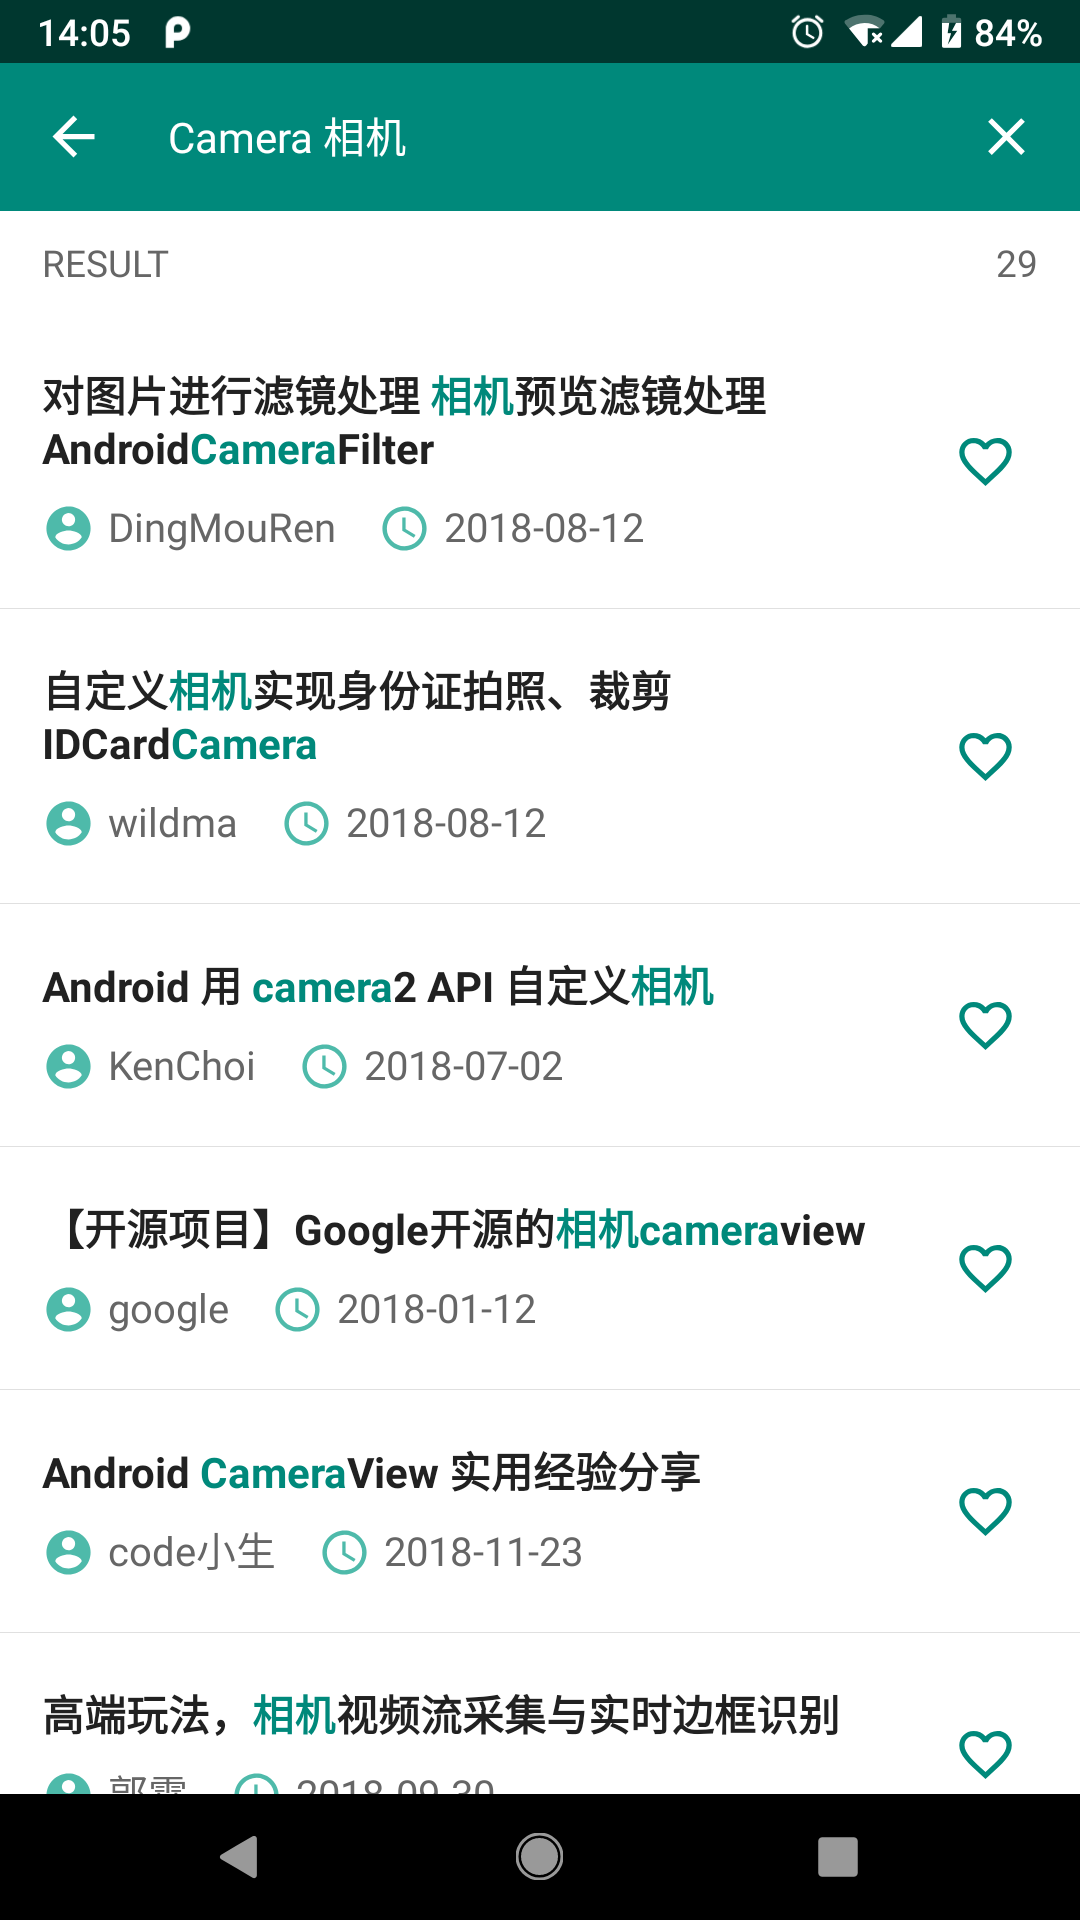 14:05
84%
Camera 相机
RESULT
29
对图片进行滤镜处理 相机预览滤镜处理
AndroidCameraFilter
DingMouRen
2018-08-12
自定义相机实现身份证拍照、裁剪
IDCardCamera
wildma
2018-08-12
Android 用 camera2 API 自定义相机
KenChoi
2018-07-02
【开源项目】Google开源的相机cameraview
google
2018-01-12
Android CameraView 实用经验分享
code小生
2018-11-23
高端玩法，相机视频流采集与实时边框识别
2018-09-30